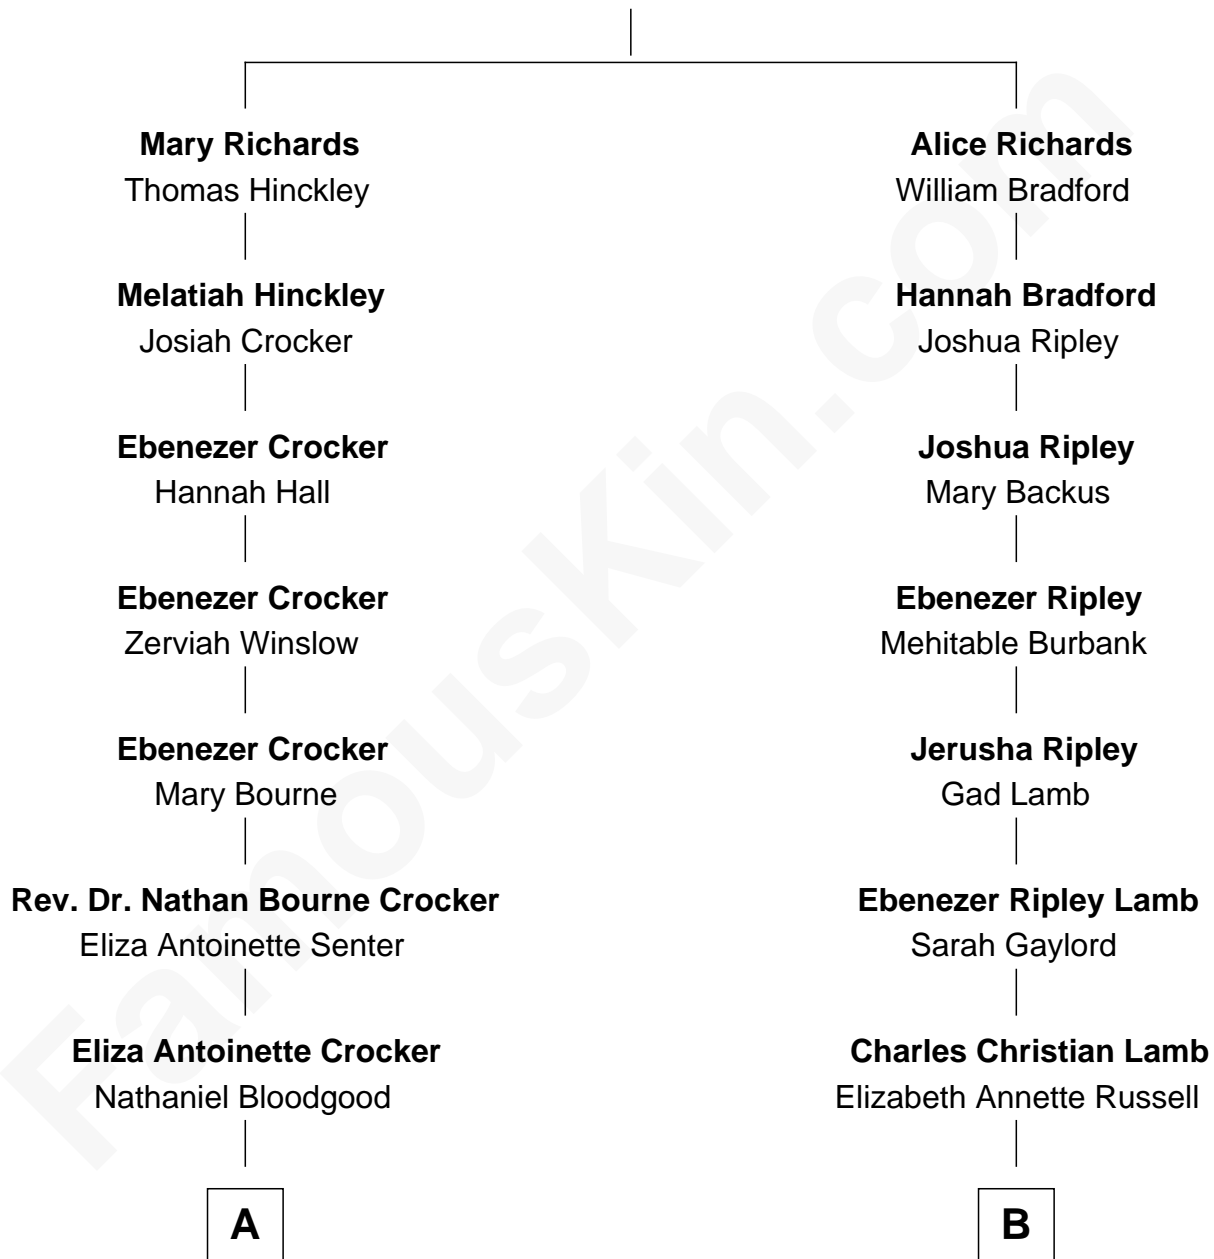 Mary Richards
Thomas Hinckley
Alice Richards
William Bradford
Melatiah Hinckley
Josiah Crocker
Hannah Bradford
Joshua Ripley
Ebenezer Crocker
Hannah Hall
Joshua Ripley
Mary Backus
Ebenezer Crocker
Zerviah Winslow
Ebenezer Ripley
Mehitable Burbank
Ebenezer Crocker
Mary Bourne
Jerusha Ripley
Gad Lamb
Rev. Dr. Nathan Bourne Crocker
Eliza Antoinette Senter
Ebenezer Ripley Lamb
Sarah Gaylord
Eliza Antoinette Crocker
Nathaniel Bloodgood
Charles Christian Lamb
Elizabeth Annette Russell
A
B
FamousKin.com